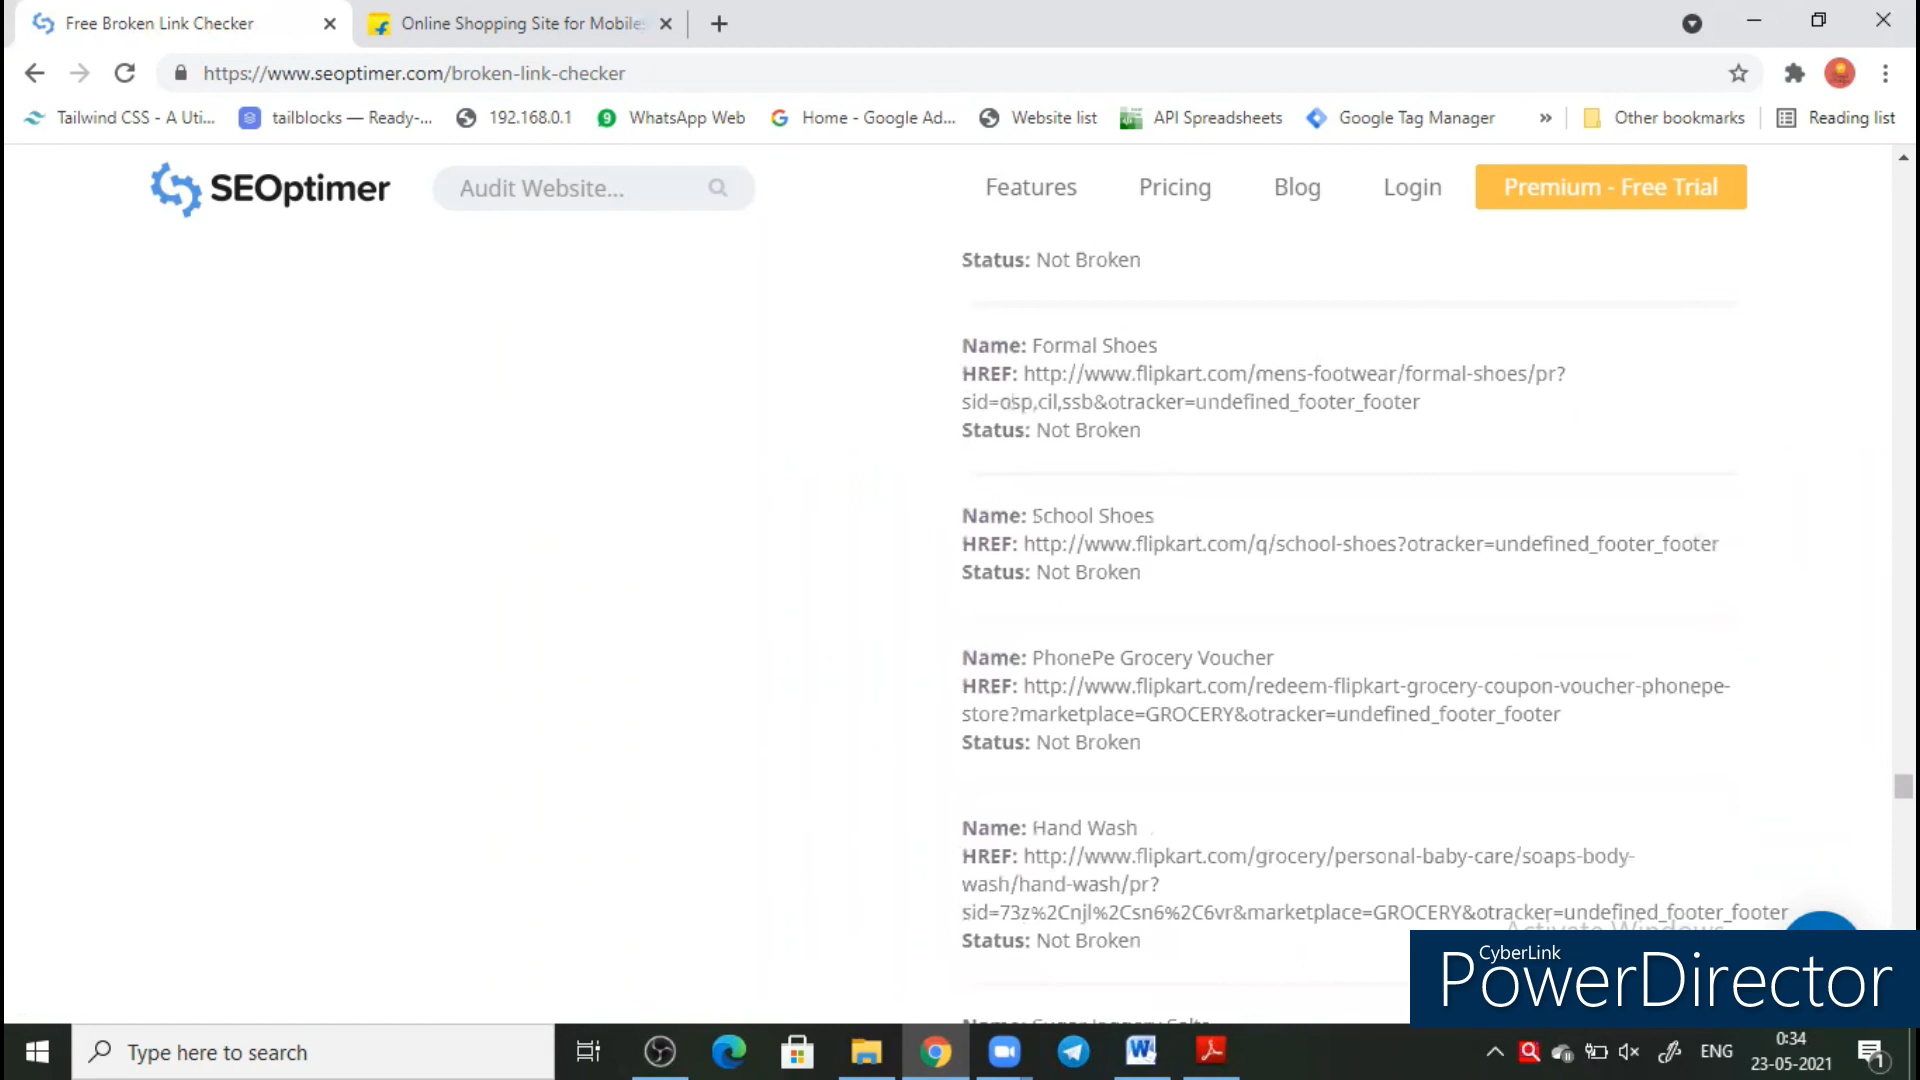 Free Broken Link Checker
Online Shopping Site for Mobile
https://www.seoptimer.com/broken-link-checker
Tailwind CSS - A Uti... tailblocks — Ready-... 192.168.0.1 WhatsApp Web Home - Google Ad... Website list API Spreadsheets Google Tag Manager » Other bookmarks Reading list
SEOptimer Audit Website... Features Pricing Blog Login Premium - Free Trial
Status: Not Broken
Name: Formal Shoes
HREF: http://www.flipkart.com/mens-footwear/formal-shoes/pr?
sid=osp,cil,ssb&otracker=undefined_footer_footer
Status: Not Broken
Name: School Shoes
HREF: http://www.flipkart.com/q/school-shoes?otracker=undefined_footer_footer
Status: Not Broken
Name: PhonePe Grocery Voucher
HREF: http://www.flipkart.com/redeem-flipkart-grocery-coupon-voucher-phonepe-
store?marketplace=GROCERY&otracker=undefined_footer_footer
Status: Not Broken
Name: Hand Wash
HREF: http://www.flipkart.com/grocery/personal-baby-care/soaps-body-
wash/hand-wash/pr?
sid=73z%2Cnjl%2Csn6%2C6vr&marketplace=GROCERY&otracker=undefined_footer_footer
Status: Not Broken
CyberLink
PowerDirector
Type here to search
ENG
0:34
23-05-2021
1